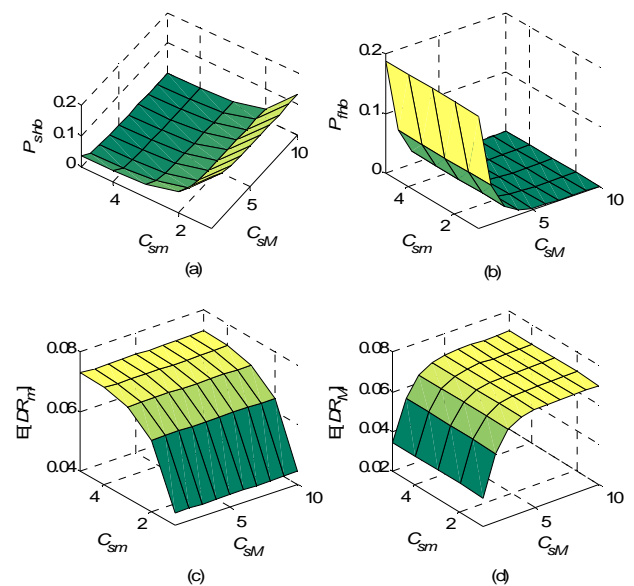 0.2
0.1
0
P_shb
4
2
C_sm
5
10
C_sM
(a)
0.2
0.1
0
P_fhb
4
2
C_sm
5
10
C_sM
(b)
0.08
0.06
0.04
E[DR_m]
4
2
C_sm
5
10
C_sM
(c)
0.08
0.06
0.04
0.02
E[DR_M]
4
2
C_sm
5
10
C_sM
(d)